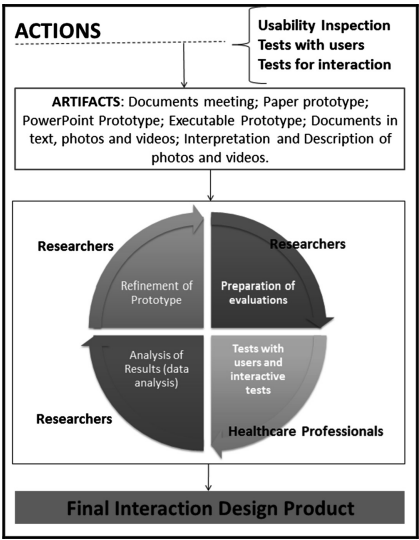 ACTIONS
Usability Inspection
Tests with users
Tests for interaction
ARTIFACTS: Documents meeting; Paper prototype;
PowerPoint Prototype; Executable Prototype; Documents in
text, photos and videos; Interpretation and Description of
photos and videos.
Researchers
Researchers
Refinement of
Prototype
Preparation of
evaluations
Analysis of
Results (data
analysis)
Tests with
users and
interactive
tests
Researchers
Healthcare Professionals
Final Interaction Design Product